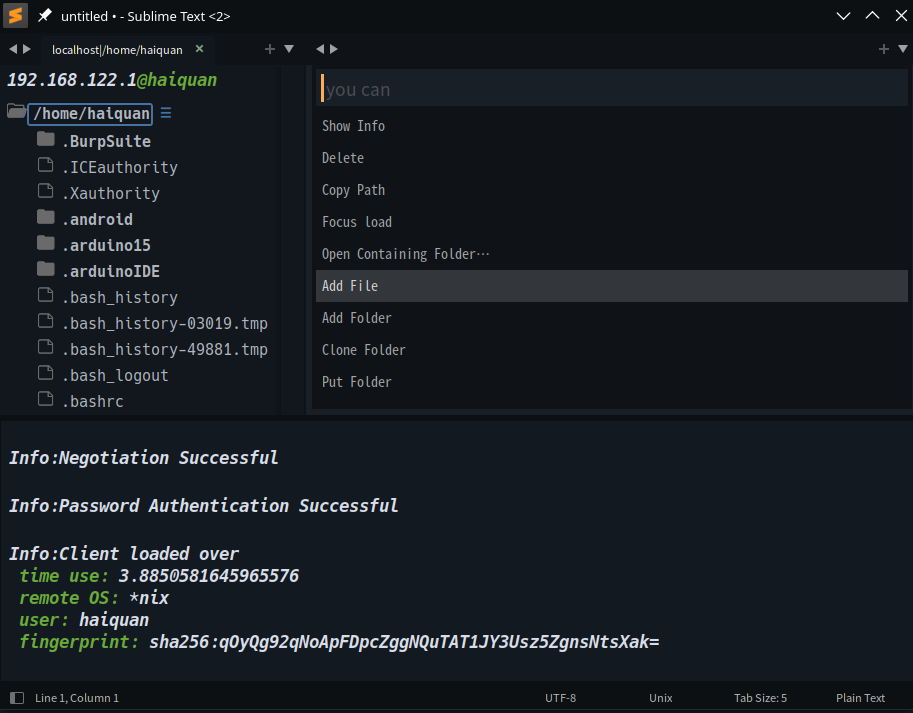 untitled • - Sublime Text <2>
localhost|/home/haiquan
192.168.122.1@haiquan
/home/haiquan
.BurpSuite
.ICEauthority
.Xauthority
.android
.arduino15
.arduinoIDE
.bash_history
.bash_history-03019.tmp
.bash_history-49881.tmp
.bash_logout
.bashrc
you can
Show Info
Delete
Copy Path
Focus load
Open Containing Folder…
Add File
Add Folder
Clone Folder
Put Folder
Info:Negotiation Successful
Info:Password Authentication Successful
Info:Client loaded over
time use: 3.8850581645965576
remote OS: *nix
user: haiquan
fingerprint: sha256:qOyQg92qNoApFDpcZggNQuTAT1JY3Usz5ZgnsNtsXak=
Line 1, Column 1
UTF-8
Unix
Tab Size: 5
Plain Text